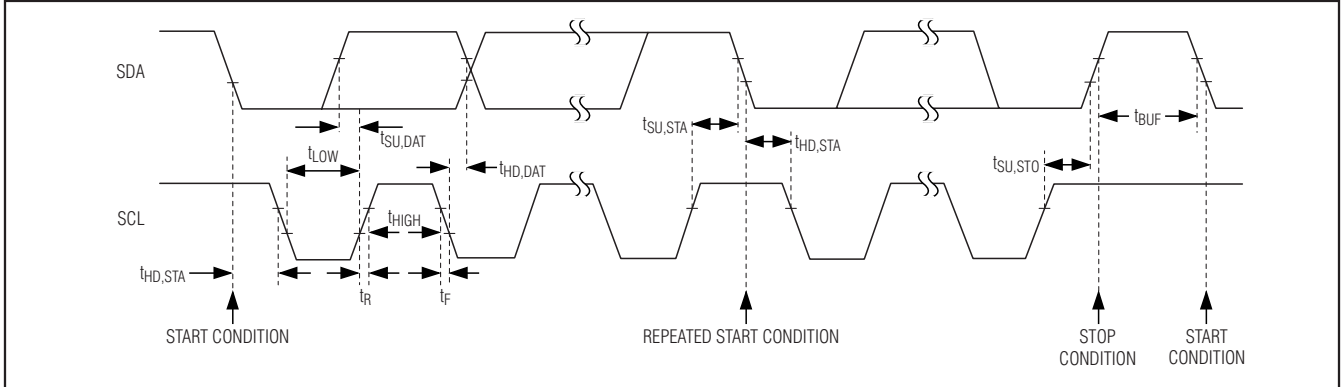 SDA
tSU,DAT
tLOW
tHD,DAT
tSU,STA
tHD,STA
tBUF
tSU,STO
SCL
tHIGH
tHD,STA
tR
tF
START CONDITION
REPEATED START CONDITION
STOP
CONDITION
START
CONDITION